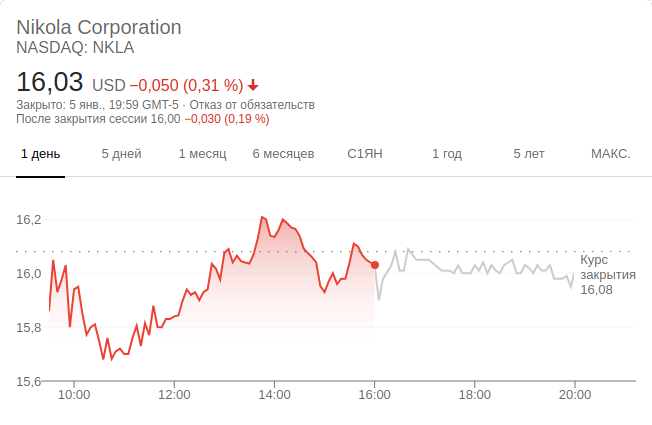 Nikola Corporation
NASDAQ: NKLA
16,03 USD −0,050 (0,31 %)
Закрыто: 5 янв., 19:59 GMT-5 · Отказ от обязательств
После закрытия сессии 16,00 −0,030 (0,19 %)
1 день 5 дней 1 месяц 6 месяцев С1ЯН 1 год 5 лет МАКС.
16,2
16,0
15,8
15,6
Курс
закрытия
16,08
10:00 12:00 14:00 16:00 18:00 20:00